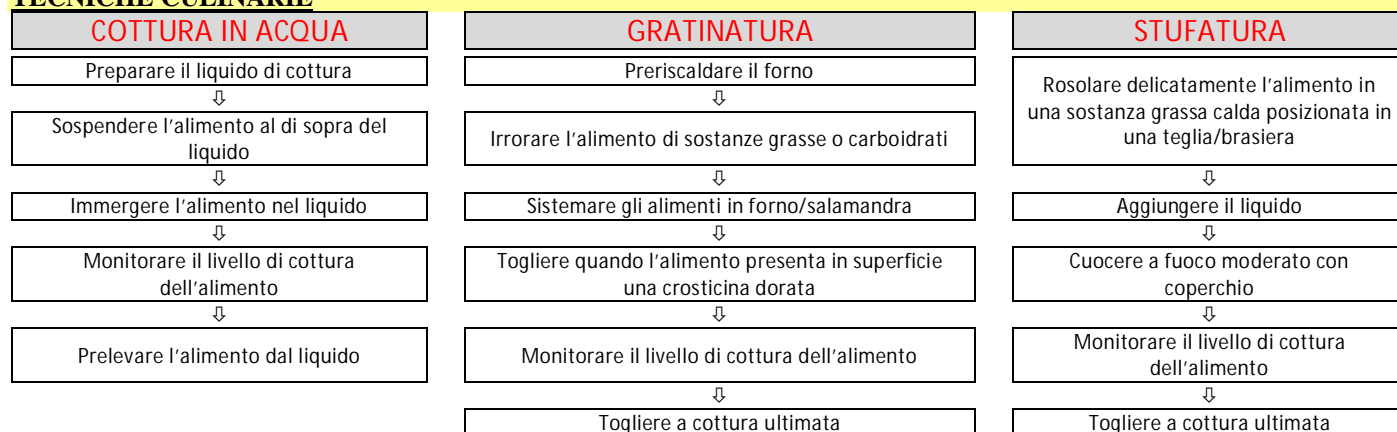 TECNICHE CULINARIE
COTTURA IN ACQUA
Preparare il liquido di cottura
⇩
Sospendere l'alimento al di sopra del
liquido
⇩
Immergere l'alimento nel liquido
⇩
Monitorare il livello di cottura
dell'alimento
⇩
Prelevare l'alimento dal liquido
GRATINATURA
Preriscaldare il forno
⇩
Irrorare l'alimento di sostanze grasse o carboidrati
⇩
Sistemare gli alimenti in forno/salamandra
⇩
Togliere quando l'alimento presenta in superficie
una crosticina dorata
⇩
Monitorare il livello di cottura dell'alimento
⇩
Togliere a cottura ultimata
STUFATURA
Rosolare delicatamente l'alimento in
una sostanza grassa calda posizionata in
una teglia/brasiera
⇩
Aggiungere il liquido
⇩
Cuocere a fuoco moderato con
coperchio
⇩
Monitorare il livello di cottura
dell'alimento
⇩
Togliere a cottura ultimata